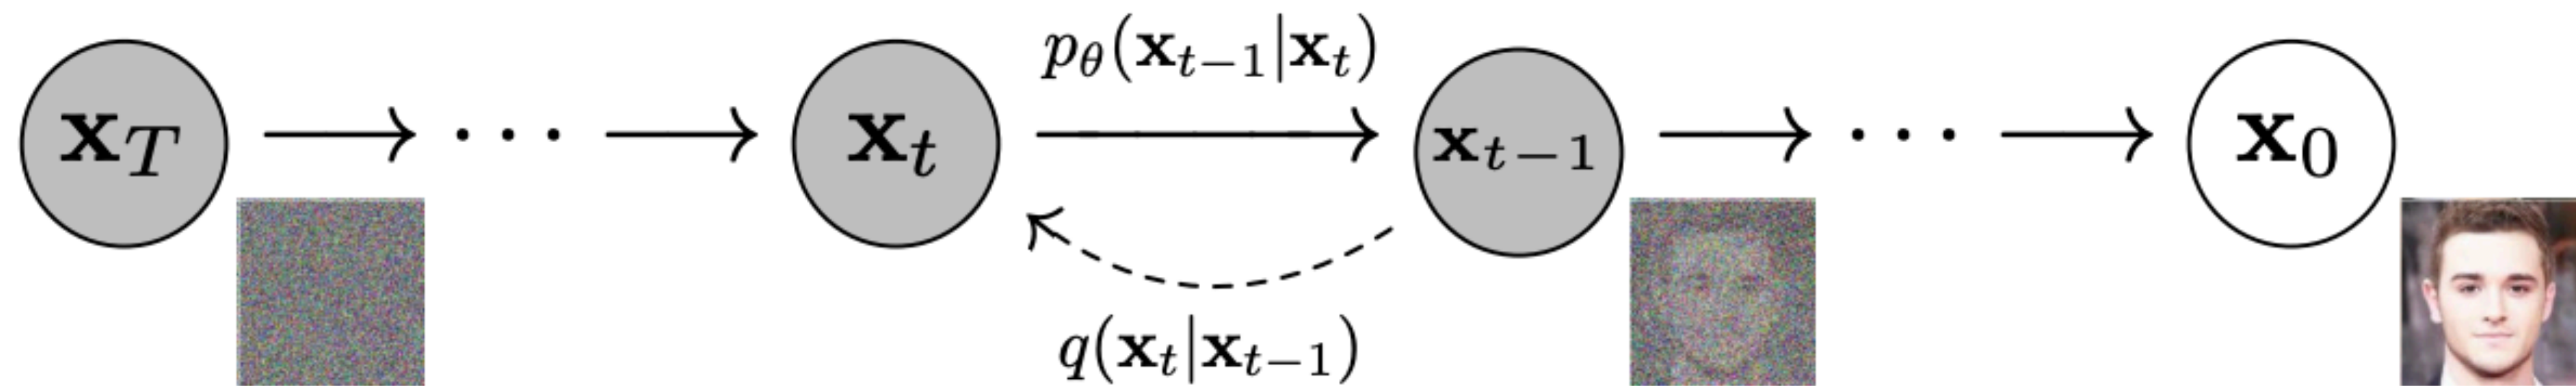 p_θ(x_{t−1}|x_t)
x_T → ··· → x_t → x_{t−1} → ··· → x_0
q(x_t|x_{t−1})